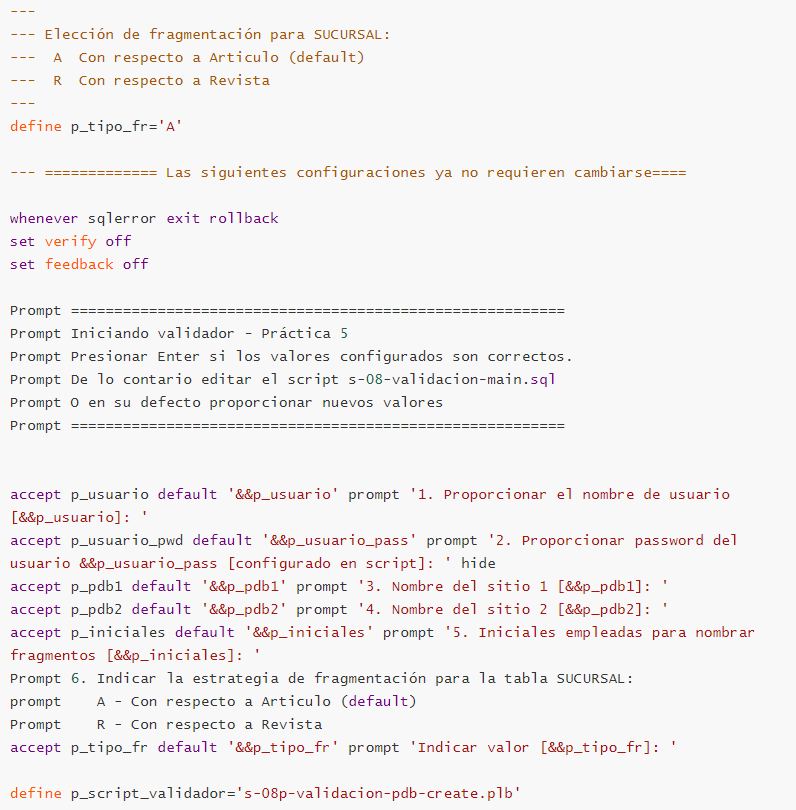 ---
--- Elección de fragmentación para SUCURSAL:
---  A  Con respecto a Articulo (default)
---  R  Con respecto a Revista
---
define p_tipo_fr='A'
--- ============= Las siguientes configuraciones ya no requieren cambiarse====
whenever sqlerror exit rollback
set verify off
set feedback off
Prompt =========================================================
Prompt Iniciando validador - Práctica 5
Prompt Presionar Enter si los valores configurados son correctos.
Prompt De lo contario editar el script s-08-validacion-main.sql
Prompt O en su defecto proporcionar nuevos valores
Prompt =========================================================
accept p_usuario default '&&p_usuario' prompt '1. Proporcionar el nombre de usuario
[&&p_usuario]: '
accept p_usuario_pwd default '&&p_usuario_pass' prompt '2. Proporcionar password del
usuario &&p_usuario_pass [configurado en script]: ' hide
accept p_pdb1 default '&&p_pdb1' prompt '3. Nombre del sitio 1 [&&p_pdb1]: '
accept p_pdb2 default '&&p_pdb2' prompt '4. Nombre del sitio 2 [&&p_pdb2]: '
accept p_iniciales default '&&p_iniciales' prompt '5. Iniciales empleadas para nombrar
fragmentos [&&p_iniciales]: '
Prompt 6. Indicar la estrategia de fragmentación para la tabla SUCURSAL:
prompt    A - Con respecto a Articulo (default)
Prompt    R - Con respecto a Revista
accept p_tipo_fr default '&&p_tipo_fr' prompt 'Indicar valor [&&p_tipo_fr]: '
define p_script_validador='s-08p-validacion-pdb-create.plb'